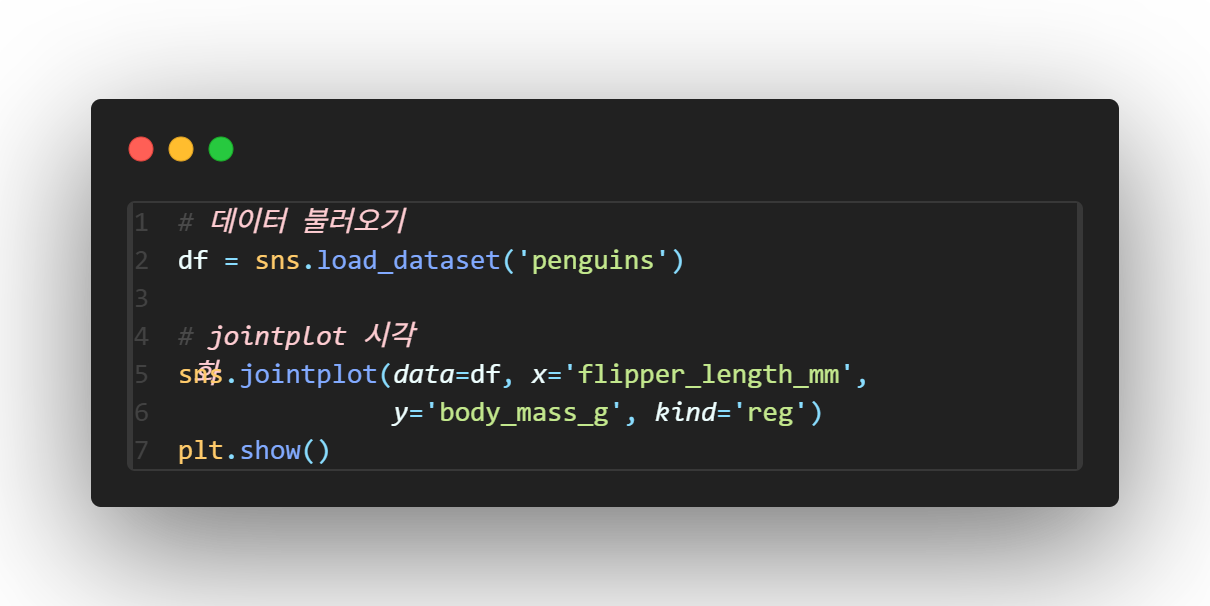 1 # 데이터 불러오기
2 df = sns.load_dataset('penguins')
3
4 # jointplot 시각화
5 sns.jointplot(data=df, x='flipper_length_mm',
6 y='body_mass_g', kind='reg')
7 plt.show()